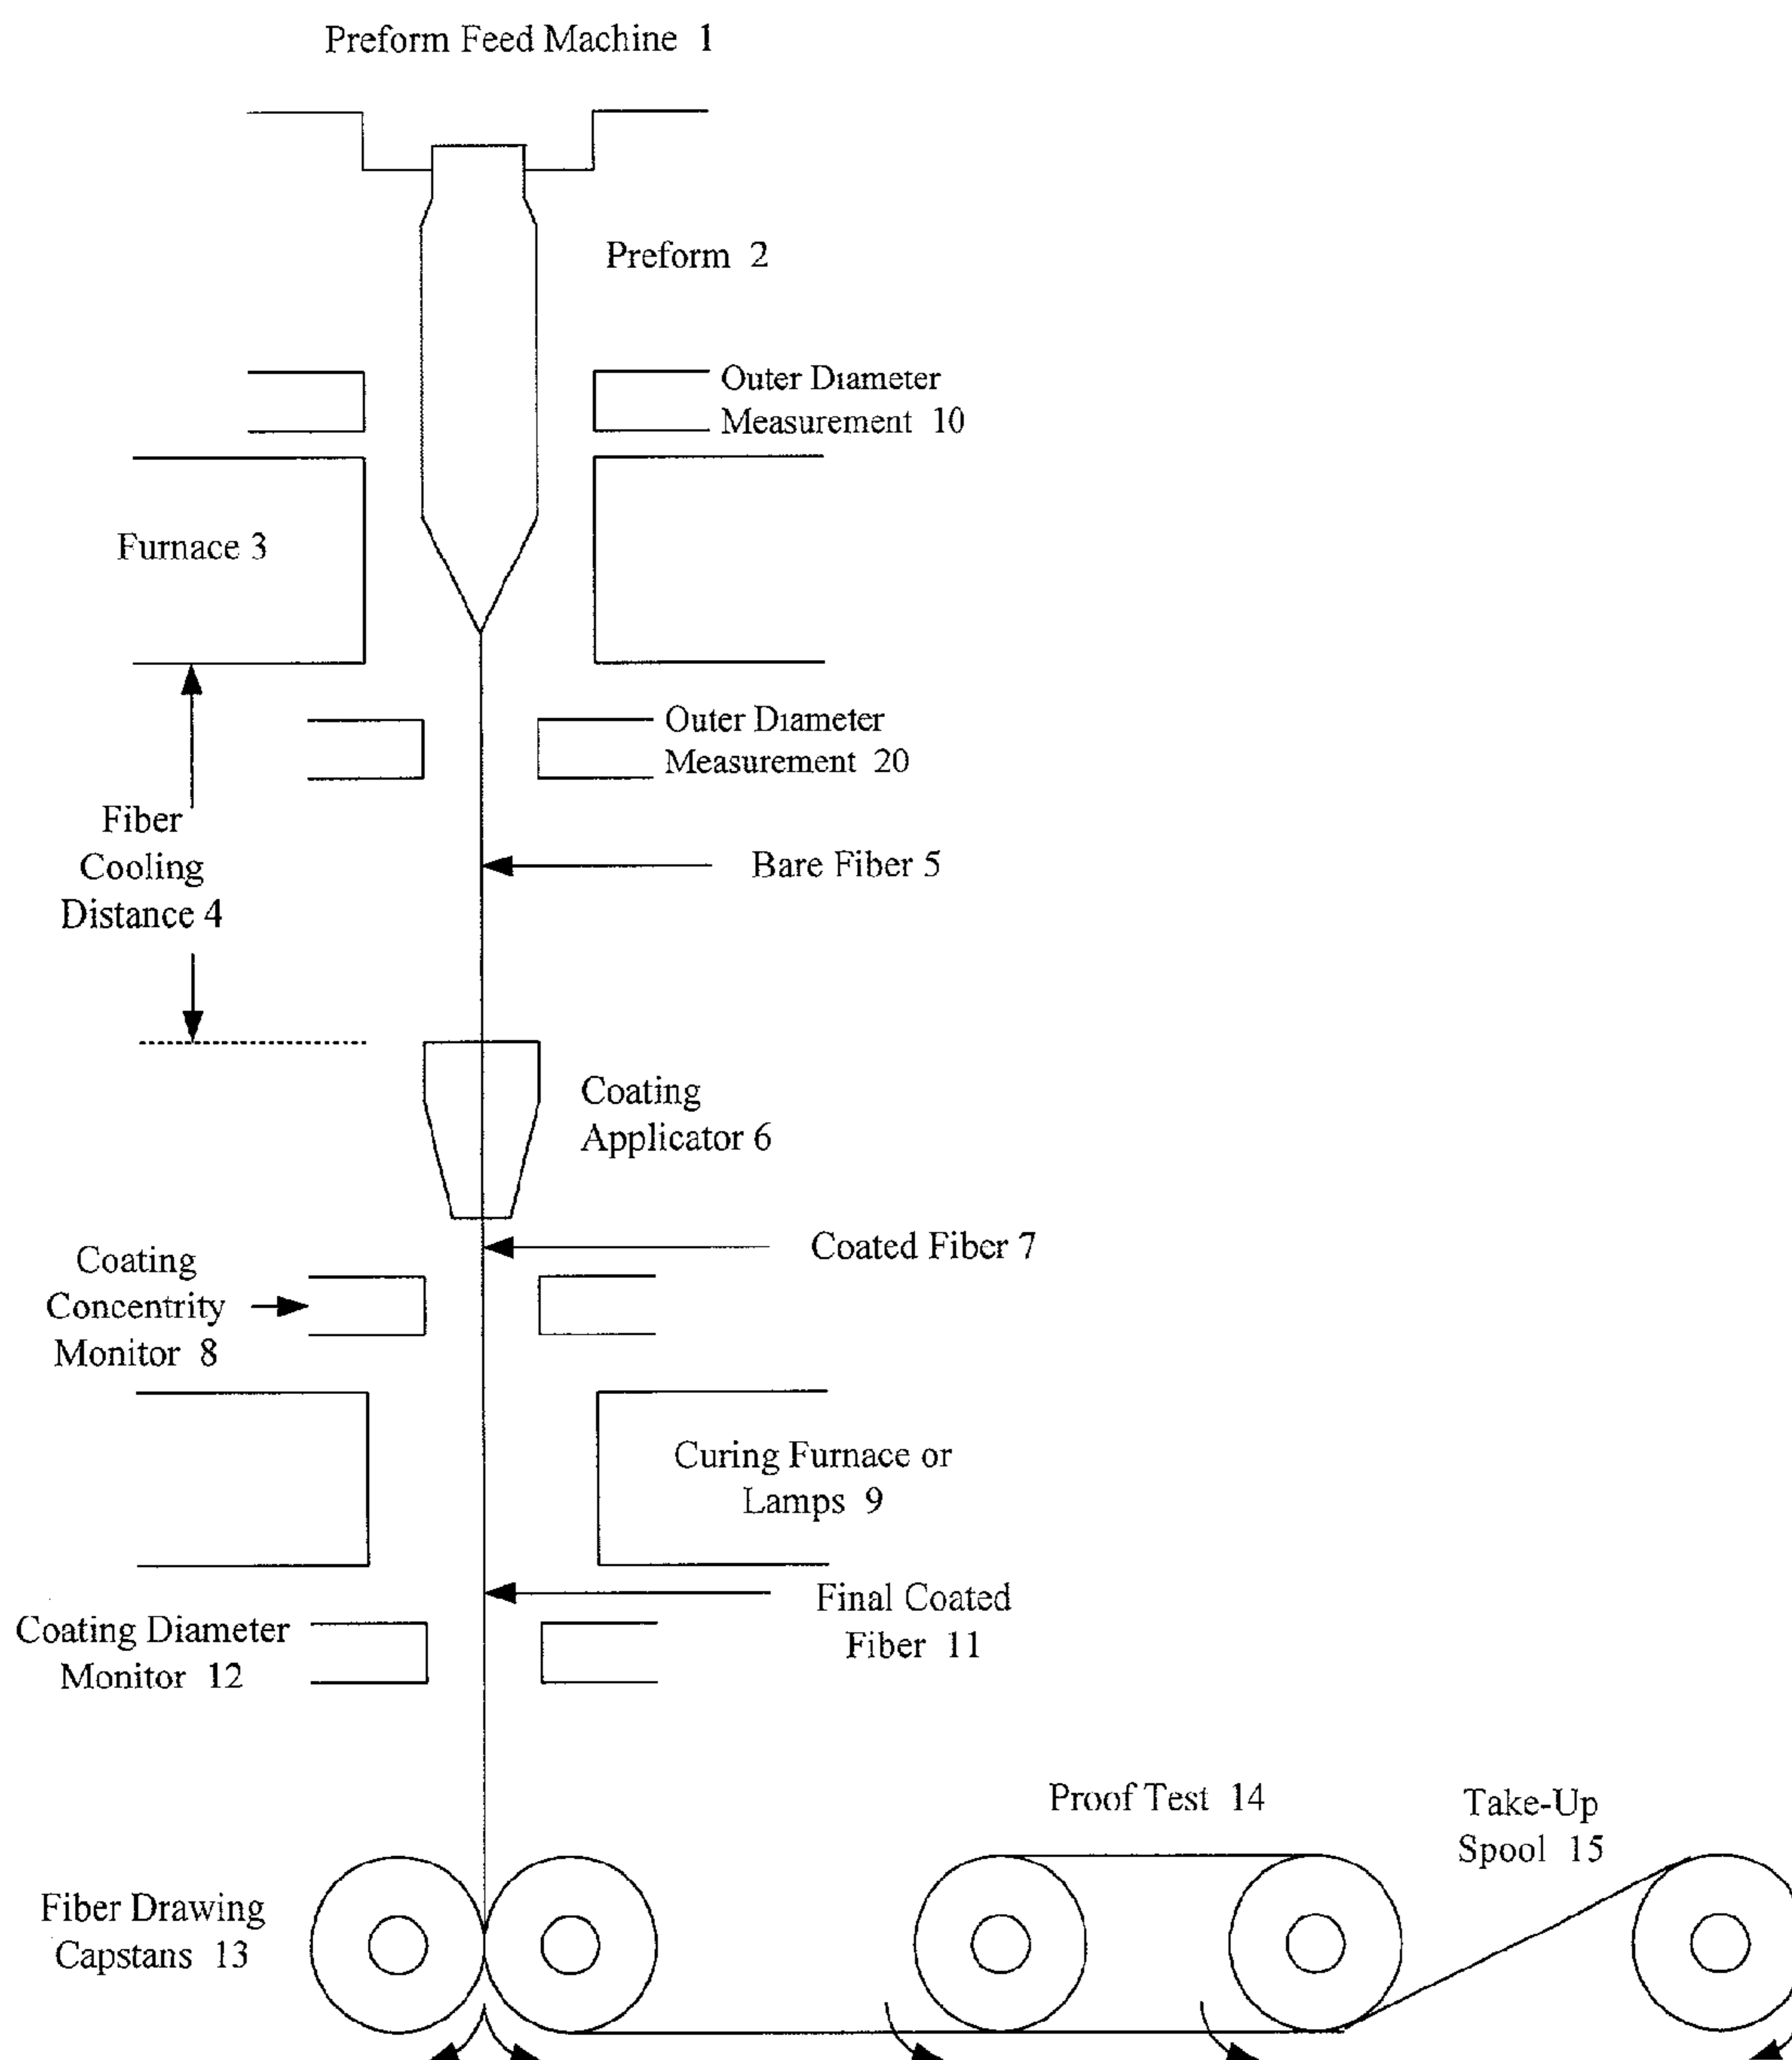 Preform Feed Machine 1
Preform 2
Outer Diameter
Measurement 10
Furnace 3
Outer Diameter
Measurement 20
Fiber
Cooling
Distance 4
Bare Fiber 5
Coating
Applicator 6
Coated Fiber 7
Coating
Concentrity
Monitor 8
Curing Furnace or
Lamps 9
Final Coated
Fiber 11
Coating Diameter
Monitor 12
Proof Test 14
Take-Up
Spool 15
Fiber Drawing
Capstans 13